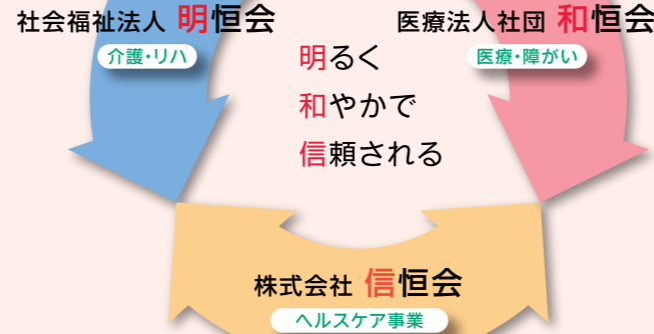 社会福祉法人 明恒会
介護・リハ
医療法人社団 和恒会
医療・障がい
明るく
和やかで
信頼される
株式会社 信恒会
ヘルスケア事業